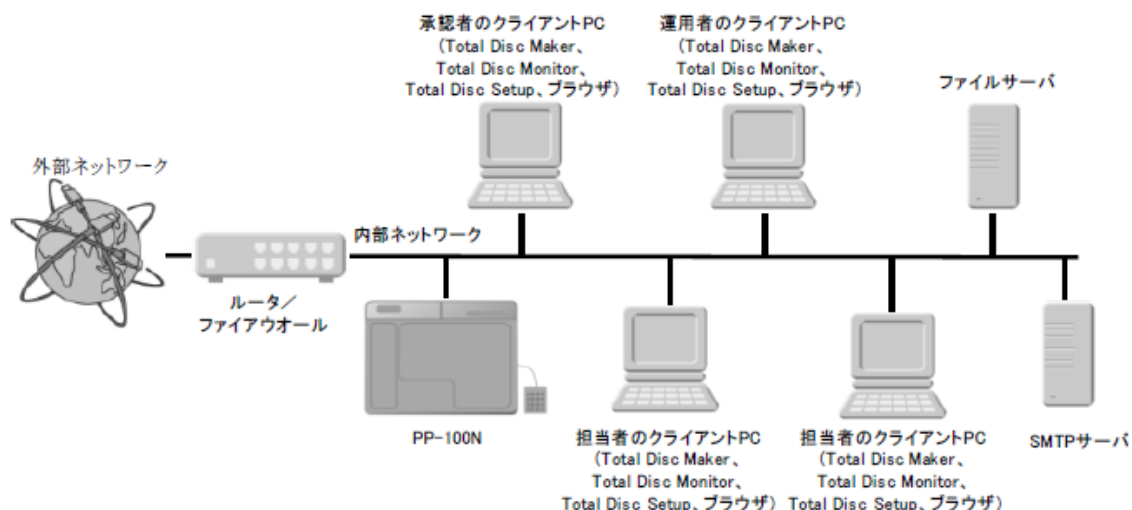 承認者のクライアントPC
(Total Disc Maker、
Total Disc Monitor、
Total Disc Setup、ブラウザ)
運用者のクライアントPC
(Total Disc Maker、
Total Disc Monitor、
Total Disc Setup、ブラウザ)
ファイルサーバ
外部ネットワーク
内部ネットワーク
ルータ/
ファイアウオール
PP-100N
担当者のクライアントPC
(Total Disc Maker、
Total Disc Monitor、
Total Disc Setup、ブラウザ)
担当者のクライアントPC
(Total Disc Maker、
Total Disc Monitor、
Total Disc Setup、ブラウザ)
SMTPサーバ